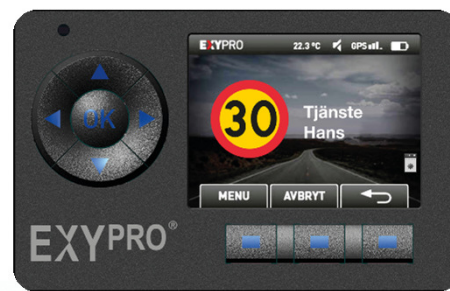 EXYPRO 22.3 °C GPS
30
Tjänste
Hans
MENU AVBRYT
OK
EXYPRO®